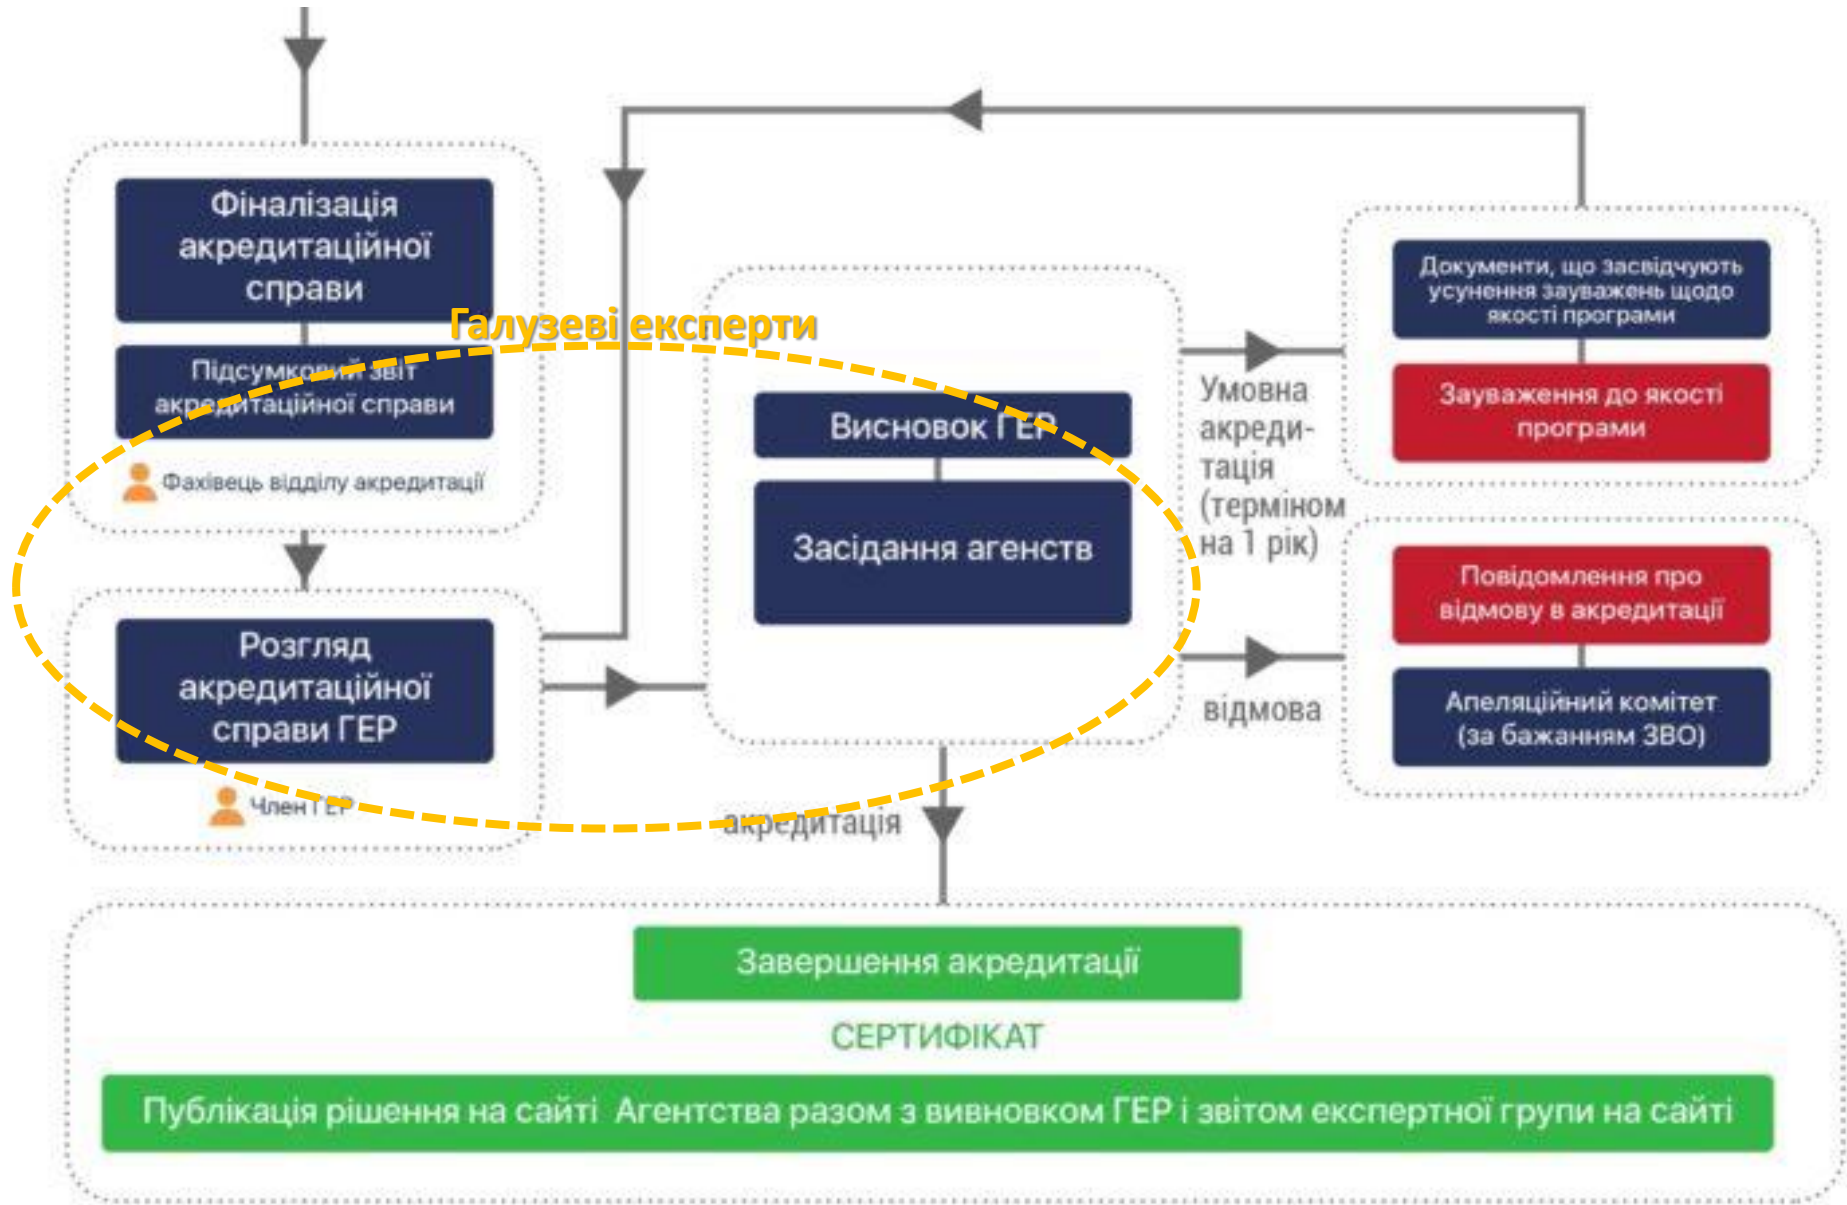 Фіналізація
акредитаційної
справи
Галузеві експерти
Підсумковий звіт
акредитаційної справи
Фахівець відділу акредитації
Розгляд
акредитаційної
справи ГЕР
Член ГЕР
Висновок ГЕР
Засідання агенств
Умовна
акреди-
тація
(терміном
на 1 рік)
відмова
акредитація
Документи, що засвідчують
усунення зауважень щодо
якості програми
Зауваження до якості
програми
Повідомлення про
відмову в акредитації
Апеляційний комітет
(за бажанням ЗВО)
Завершення акредитації
СЕРТИФІКАТ
Публікація рішення на сайті Агентства разом з вивновком ГЕР і звітом експертної групи на сайті